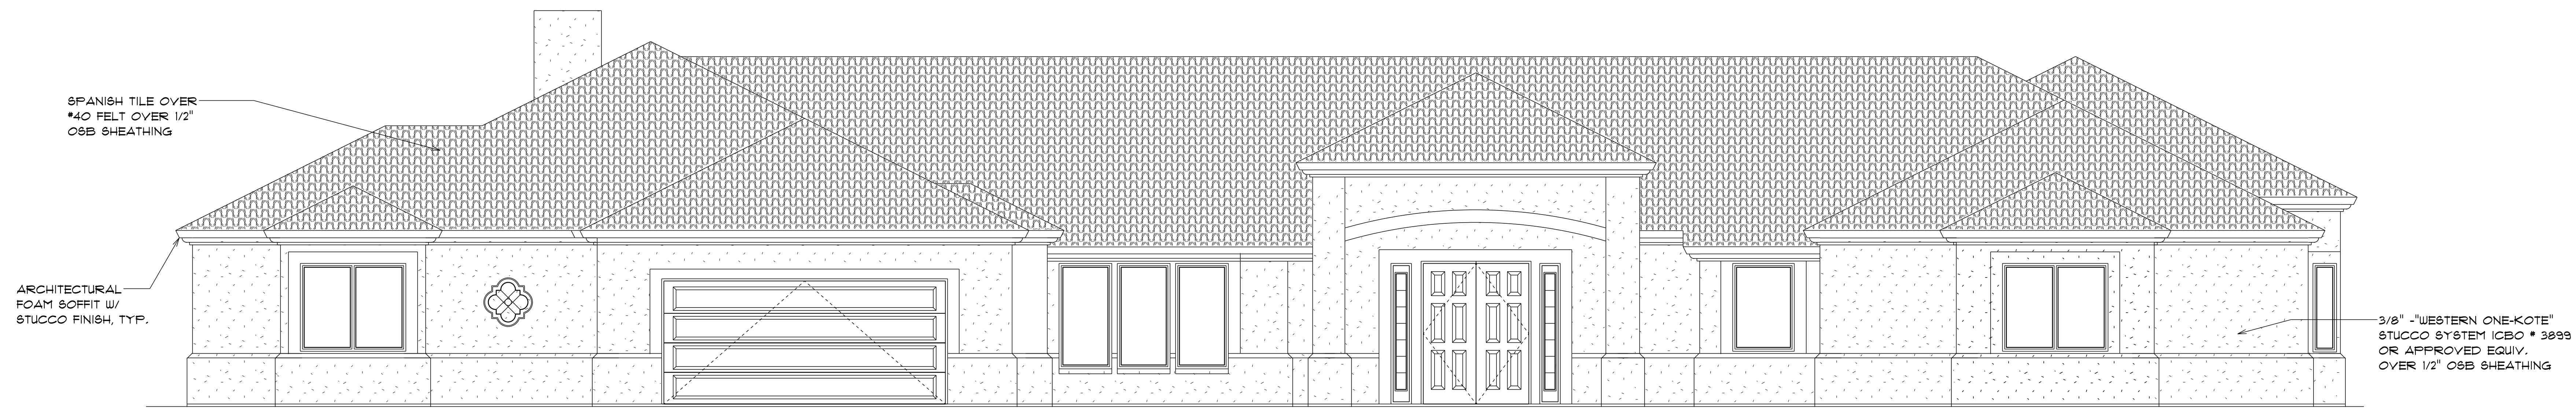 SPANISH TILE OVER
#40 FELT OVER 1/2"
OSB SHEATHING
ARCHITECTURAL
FOAM SOFFIT W/
STUCCO FINISH, TYP.
3/8" -"WESTERN ONE-KOTE"
STUCCO SYSTEM ICBO # 3899
OR APPROVED EQUIV.
OVER 1/2" OSB SHEATHING